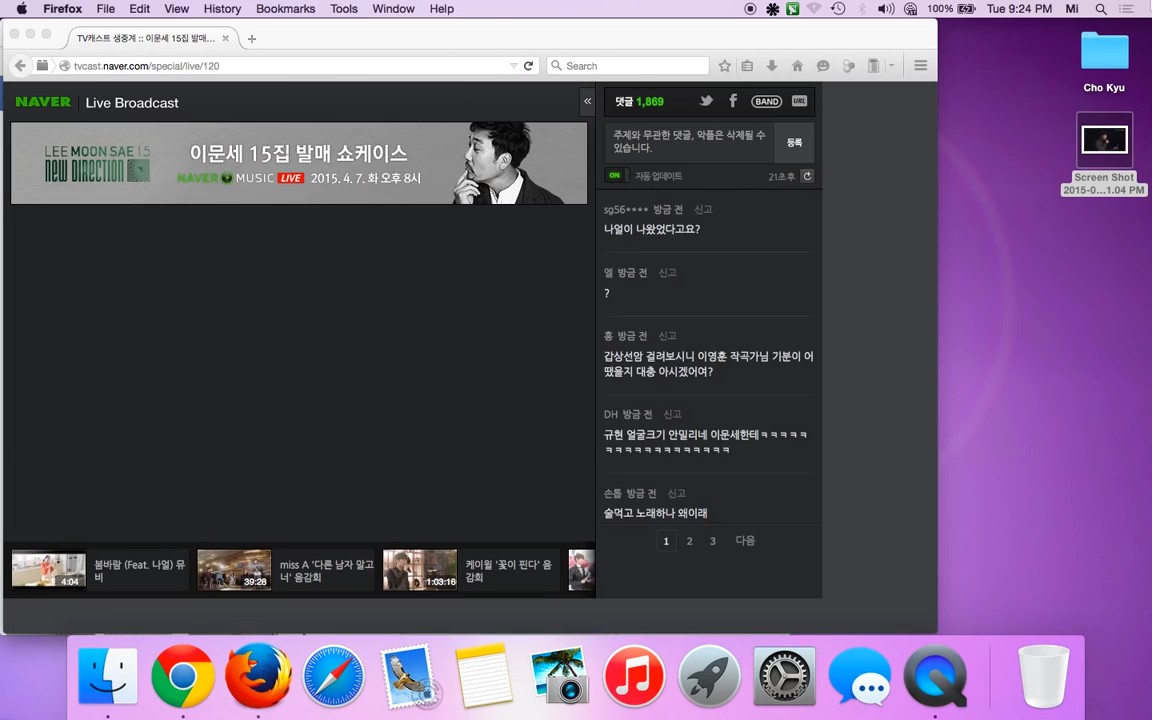 Firefox File Edit View History Bookmarks Tools Window Help 100% Tue 9:24 PM Mi
TV캐스트 생중계 :: 이문세 15집 발매...
tvcast.naver.com/special/live/120
Search
NAVER Live Broadcast
LEE MOON SAE 15
NEW DIRECTION
이문세 15집 발매 쇼케이스
NAVER MUSIC LIVE 2015. 4. 7. 화 오후 8시
4:04
봄바람 (Feat. 나얼) 뮤
비
39:28
miss A '다른 남자 말고
너' 음감회
1:03:16
케이윌 '꽃이 핀다' 음
감회
댓글 1,869
BAND
URL
주제와 무관한 댓글, 악플은 삭제될 수
있습니다.
등록
ON 자동 업데이트 21초 후
sg56**** 방금 전 신고
나얼이 나왔었다고요?
엘 방금 전 신고
?
홍 방금 전 신고
갑상선암 걸려보시니 이영훈 작곡가님 기분이 어
땠을지 대충 아시겠어여?
DH 방금 전 신고
규현 얼굴크기 안밀리네 이문세한테ㅋㅋㅋㅋㅋ
ㅋㅋㅋㅋㅋㅋㅋㅋㅋㅋㅋㅋㅋ
손톱 방금 전 신고
술먹고 노래하나 왜이래
1 2 3 다음
Cho Kyu
Screen Shot
2015-0...1.04 PM